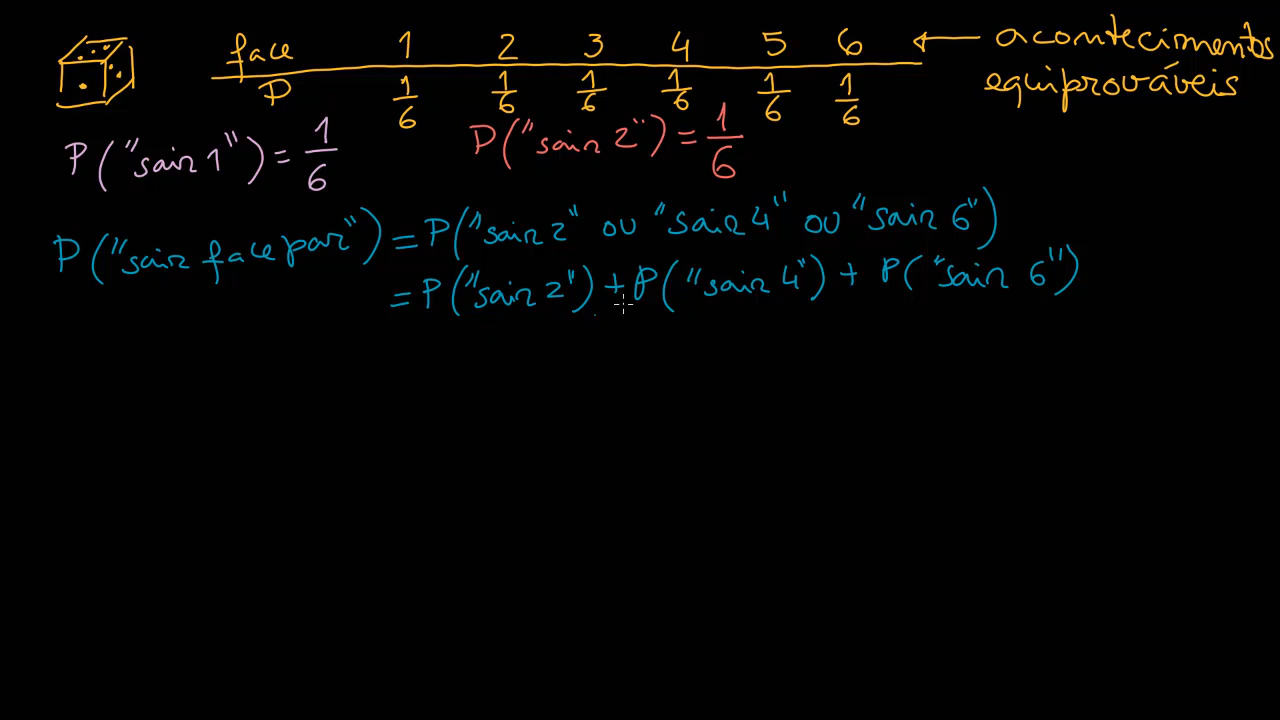 face 1 2 3 4 5 6 ← acontecimentos
P 1/6 1/6 1/6 1/6 1/6 1/6 equiprováveis
P("sair 1") = 1/6 P("sair 2") = 1/6
P("sair face par") = P("sair 2" ou "sair 4" ou "sair 6")
= P("sair 2") + P("sair 4") + P("sair 6")